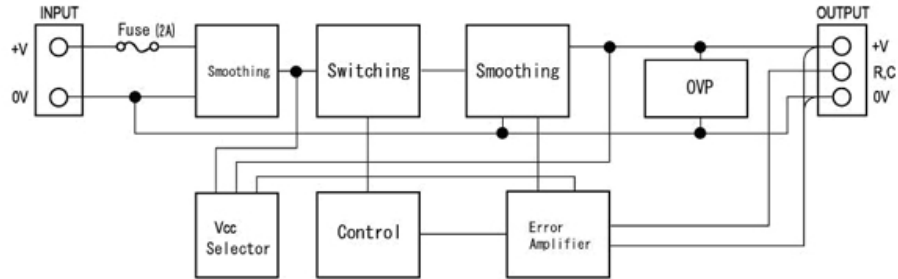 INPUT
OUTPUT
Fuse (2A)
+V
+V
Smoothing
Switching
Smoothing
OVP
R,C
0V
0V
Vcc
Selector
Control
Error
Amplifier